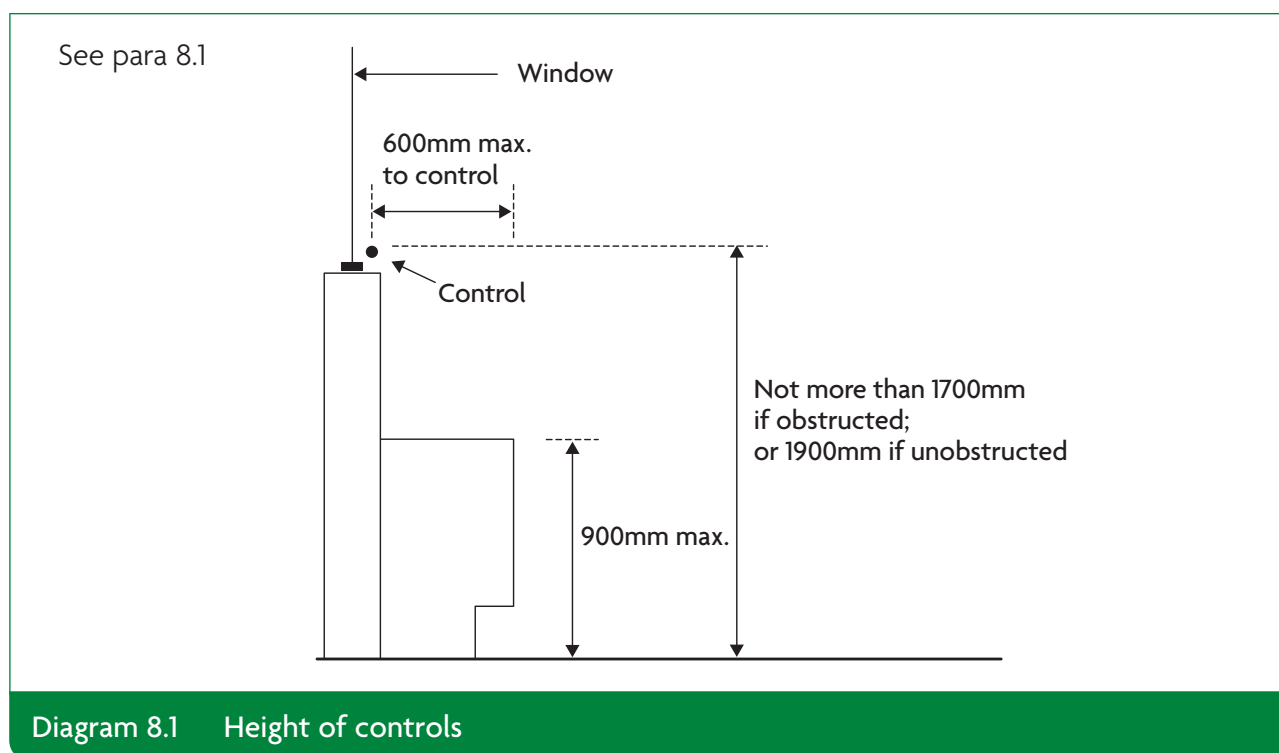 See para 8.1
Window
600mm max.
to control
Control
Not more than 1700mm
if obstructed;
or 1900mm if unobstructed
900mm max.
Diagram 8.1 Height of controls